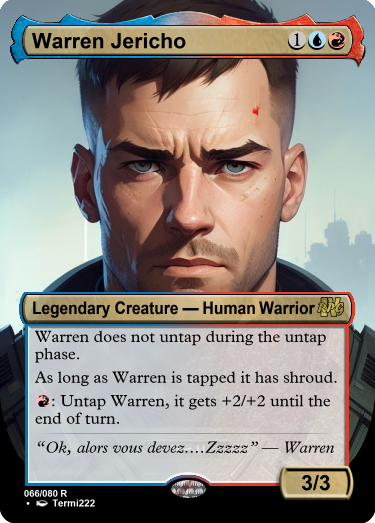 Warren Jericho 1
Legendary Creature — Human Warrior RPG
Warren does not untap during the untap
phase.
As long as Warren is tapped it has shroud.
: Untap Warren, it gets +2/+2 until the
end of turn.
“Ok, alors vous devez....Zzzzz” — Warren
3/3
066/080 R
• Termi222